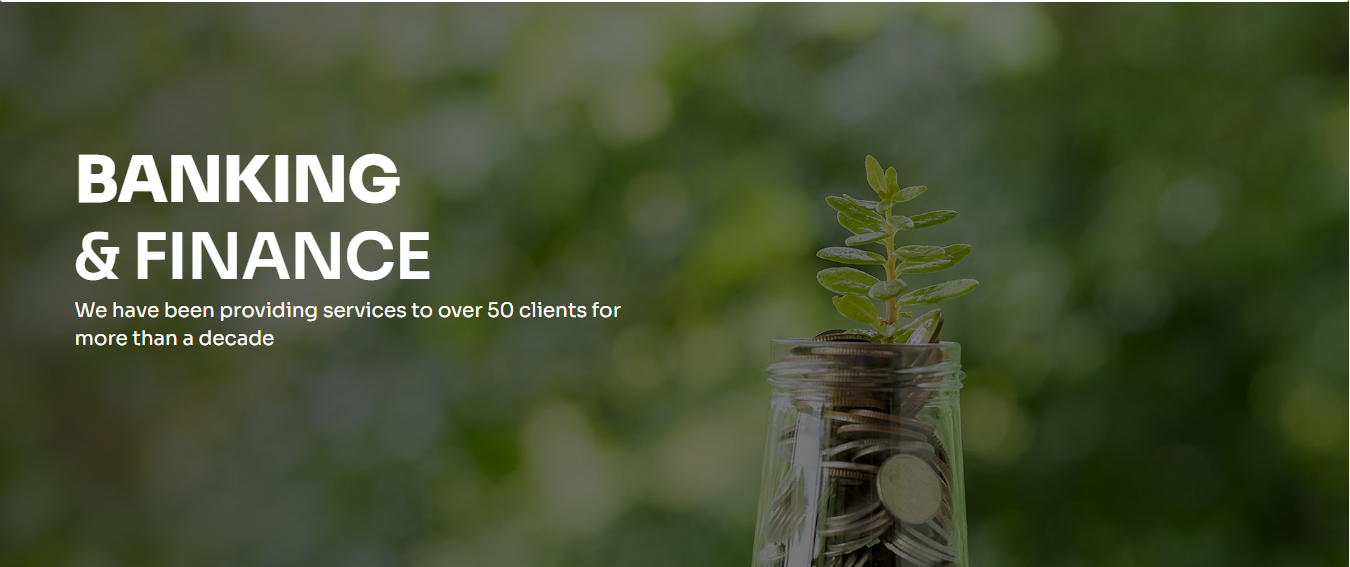 BANKING
& FINANCE
We have been providing services to over 50 clients for
more than a decade